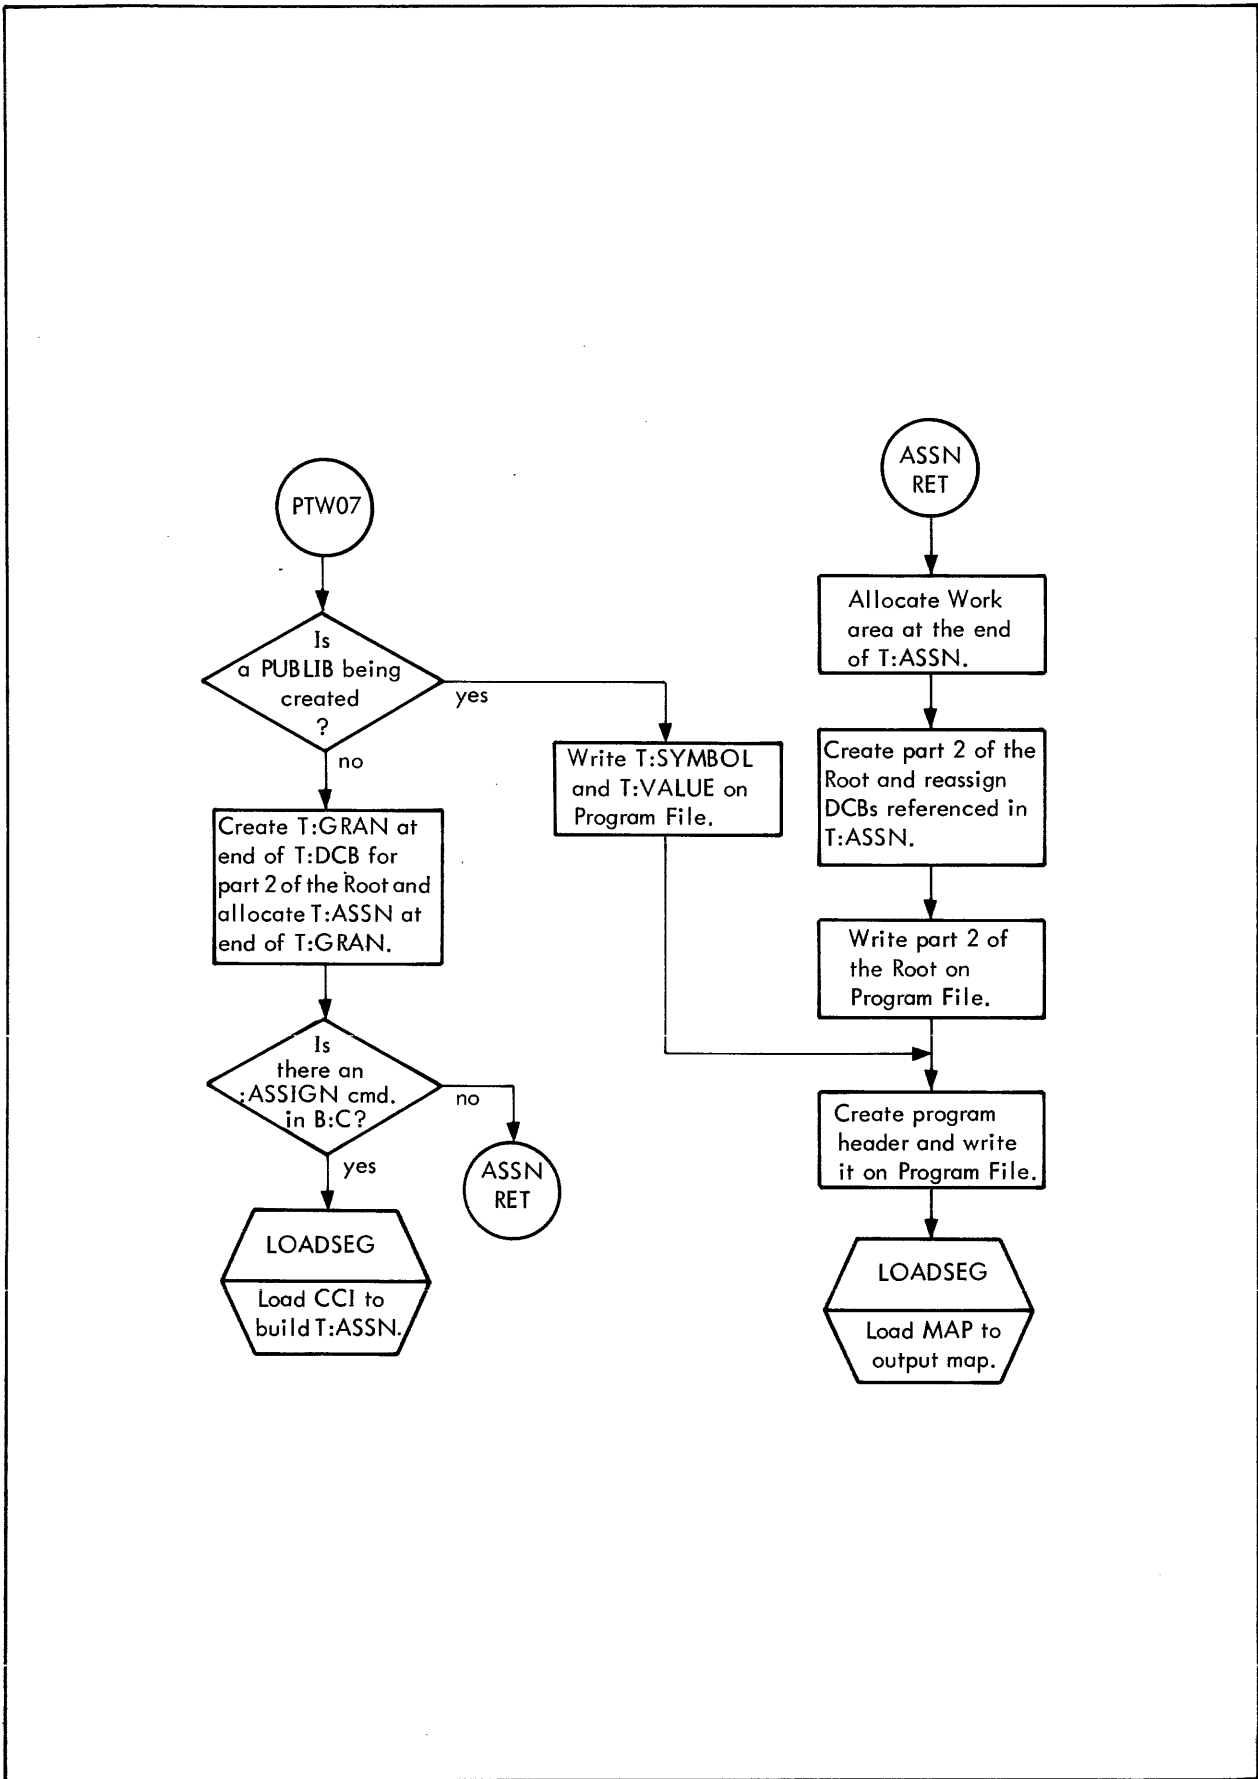 PTW07
Is
a PUBLIB being
created
?
yes
no
Write T:SYMBOL
and T:VALUE on
Program File.
Create T:GRAN at
end of T:DCB for
part 2 of the Root and
allocate T:ASSN at
end of T:GRAN.
Is
there an
:ASSIGN cmd.
in B:C?
no
yes
ASSN
RET
LOADSEG
Load CCI to
build T:ASSN.
ASSN
RET
Allocate Work
area at the end
of T:ASSN.
Create part 2 of the
Root and reassign
DCBs referenced in
T:ASSN.
Write part 2 of
the Root on
Program File.
Create program
header and write
it on Program File.
LOADSEG
Load MAP to
output map.